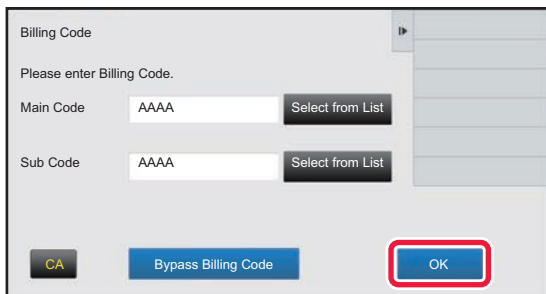 Billing Code
Please enter Billing Code.
Main Code AAAA Select from List
Sub Code AAAA Select from List
CA Bypass Billing Code OK